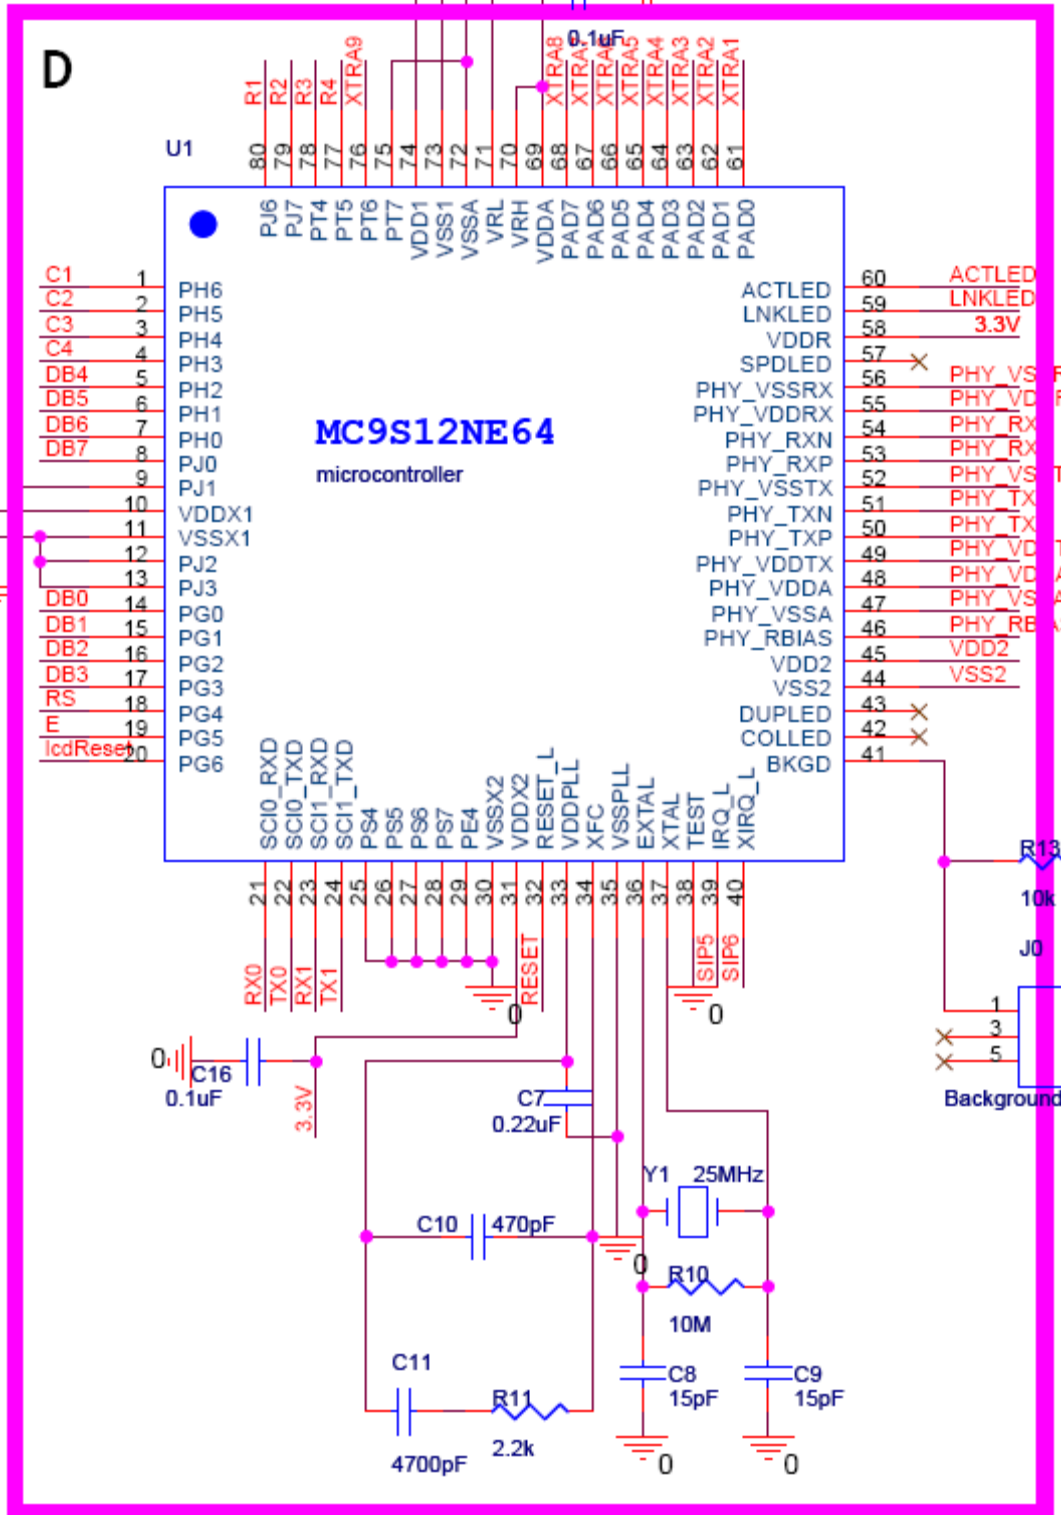 D
0.1uF
R1
R2
R3
R4
XTRA9
XTRA8
XTRA5
XTRA4
XTRA3
XTRA2
XTRA1
U1
80
79
78
77
76
75
74
73
72
71
70
69
68
67
66
65
64
63
62
61
PJ6
PJ7
PT4
PT5
PT6
PT7
VDD1
VSS1
VSSA
VRL
VRH
VDDA
PAD7
PAD6
PAD5
PAD4
PAD3
PAD2
PAD1
PAD0
C1 1 PH6
C2 2 PH5
C3 3 PH4
C4 4 PH3
DB4 5 PH2
DB5 6 PH1
DB6 7 PH0
DB7 8 PJ0
9 PJ1
10 VDDX1
11 VSSX1
12 PJ2
13 PJ3
DB0 14 PG0
DB1 15 PG1
DB2 16 PG2
DB3 17 PG3
RS 18 PG4
E 19 PG5
lcdReset 20 PG6
MC9S12NE64
microcontroller
ACTLED 60 ACTLED
LNKLED 59 LNKLED
VDDR 58 3.3V
SPDLED 57
PHY_VSSRX 56
PHY_VDDRX 55
PHY_RXN 54 PHY_RX
PHY_RXP 53 PHY_RX
PHY_VSSTX 52
PHY_TXN 51 PHY_TX
PHY_TXP 50 PHY_TX
PHY_VDDTX 49
PHY_VDDA 48
PHY_VSSA 47
PHY_RBIAS 46
VDD2 45 VDD2
VSS2 44 VSS2
DUPLED 43
COLLED 42
BKGD 41
SCI0_RXD
SCI0_TXD
SCI1_RXD
SCI1_TXD
PS4
PS5
PS6
PS7
PE4
VSSX2
VDDX2
RESET_L
VDDPLL
XFC
VSSPLL
EXTAL
XTAL
TEST
IRQ_L
XIRQ_L
21
22
23
24
25
26
27
28
29
30
31
32
33
34
35
36
37
38
39
40
RX0
TX0
RX1
TX1
RESET
SIP5
SIP6
0
0
R13
10k
J0
1
3
5
Background
0
C16
0.1uF
3.3V
C7
0.22uF
Y1 25MHz
C10 470pF
0
R10
10M
C11
4700pF
R11
2.2k
C8
15pF
C9
15pF
0
0